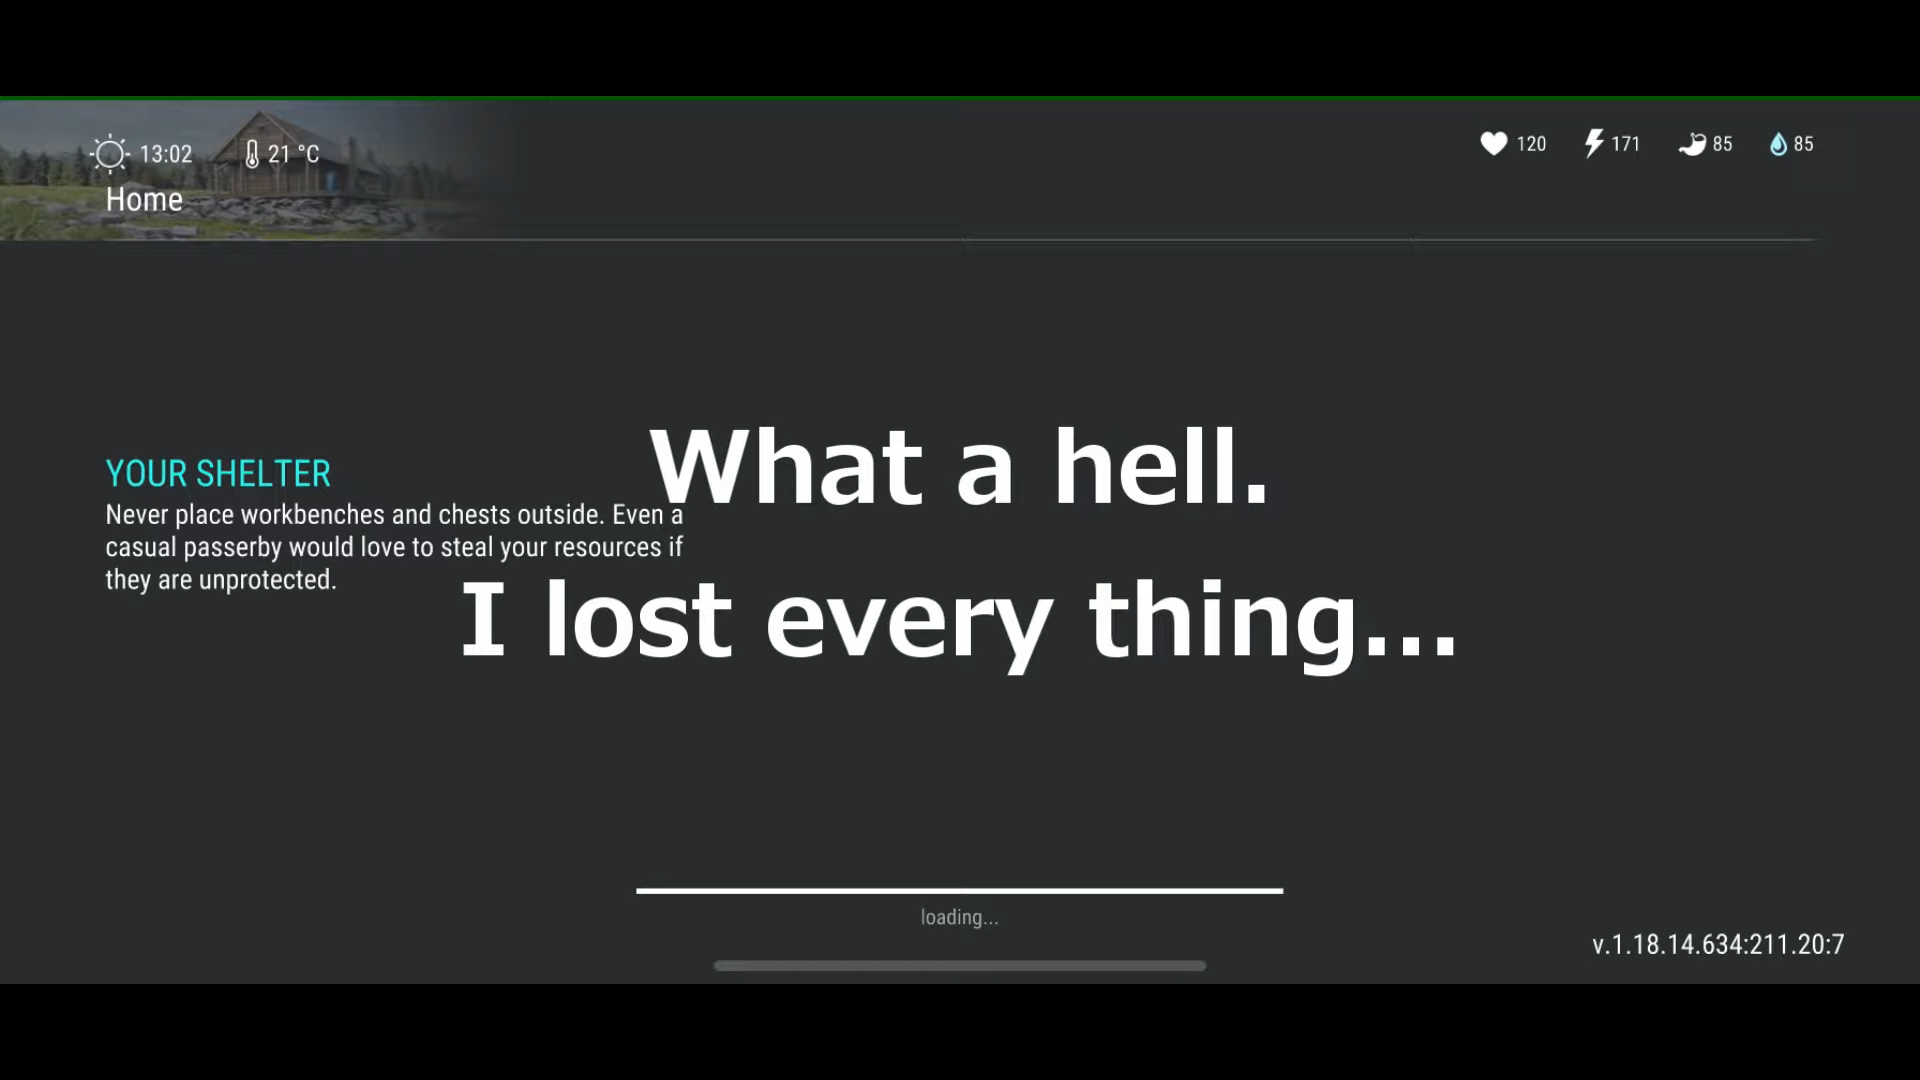 13:02 21 °C
Home
120 171 85 85
What a hell.
YOUR SHELTER
Never place workbenches and chests outside. Even a
casual passerby would love to steal your resources if
they are unprotected.
I lost every thing...
loading...
v.1.18.14.634:211.20:7